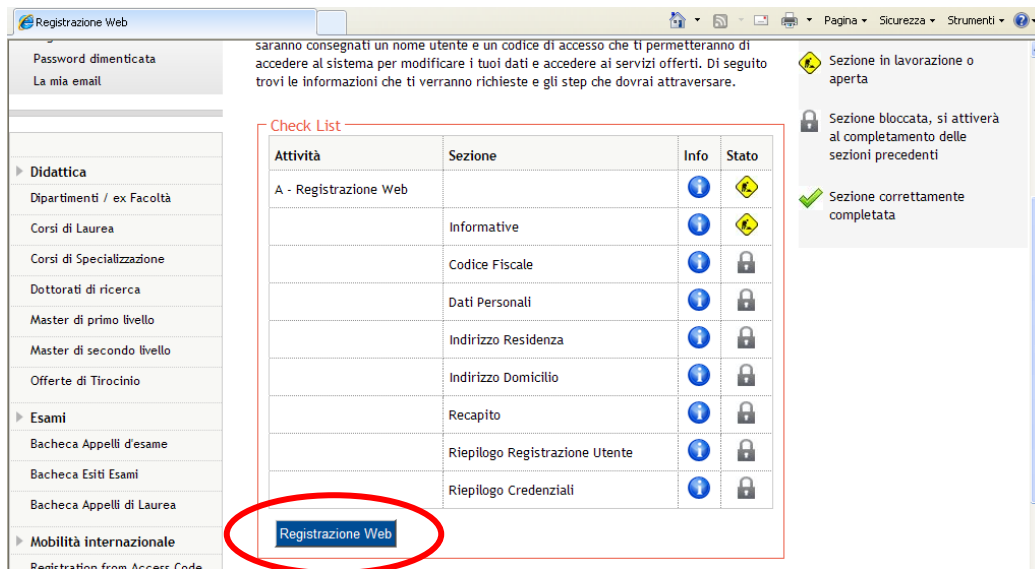 Registrazione Web
Pagina Sicurezza Strumenti
Password dimenticata
La mia email
Didattica
Dipartimenti / ex Facoltà
Corsi di Laurea
Corsi di Specializzazione
Dottorati di ricerca
Master di primo livello
Master di secondo livello
Offerte di Tirocinio
Esami
Bacheca Appelli d'esame
Bacheca Esiti Esami
Bacheca Appelli di Laurea
Mobilità internazionale
Registration from Access Code
saranno consegnati un nome utente e un codice di accesso che ti permetteranno di
accedere al sistema per modificare i tuoi dati e accedere ai servizi offerti. Di seguito
trovi le informazioni che ti verranno richieste e gli step che dovrai attraversare.
Check List
Attività Sezione Info Stato
A - Registrazione Web
Informative
Codice Fiscale
Dati Personali
Indirizzo Residenza
Indirizzo Domicilio
Recapito
Riepilogo Registrazione Utente
Riepilogo Credenziali
Registrazione Web
Sezione in lavorazione o
aperta
Sezione bloccata, si attiverà
al completamento delle
sezioni precedenti
Sezione correttamente
completata